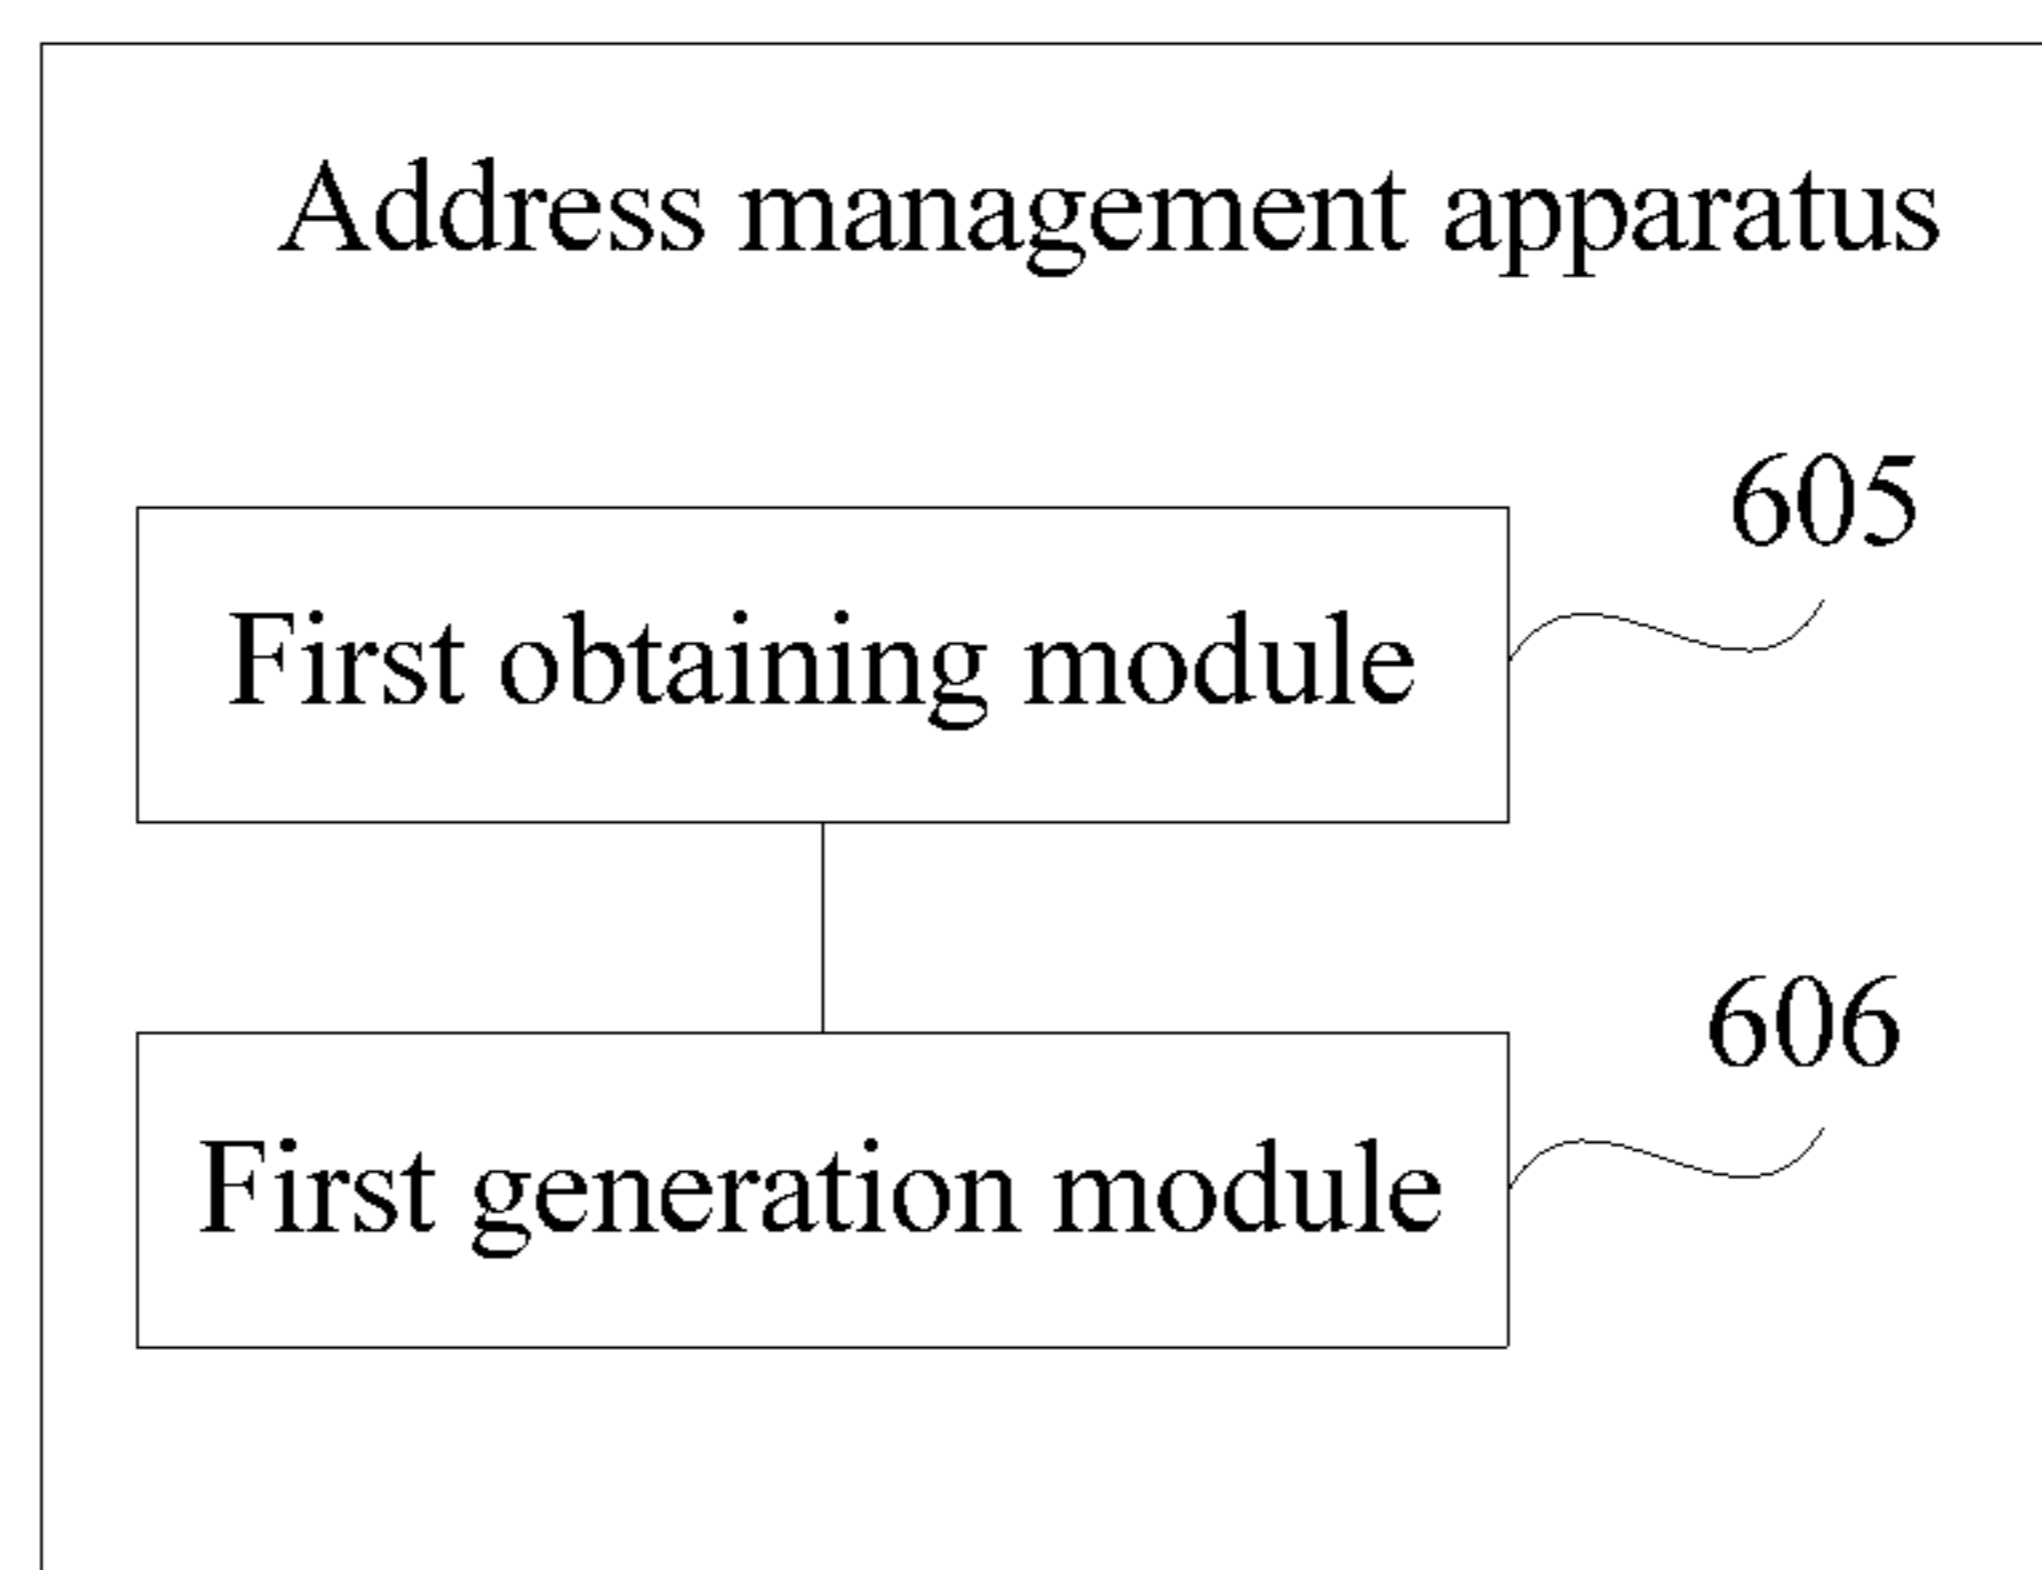 Address management apparatus
605
First obtaining module
606
First generation module